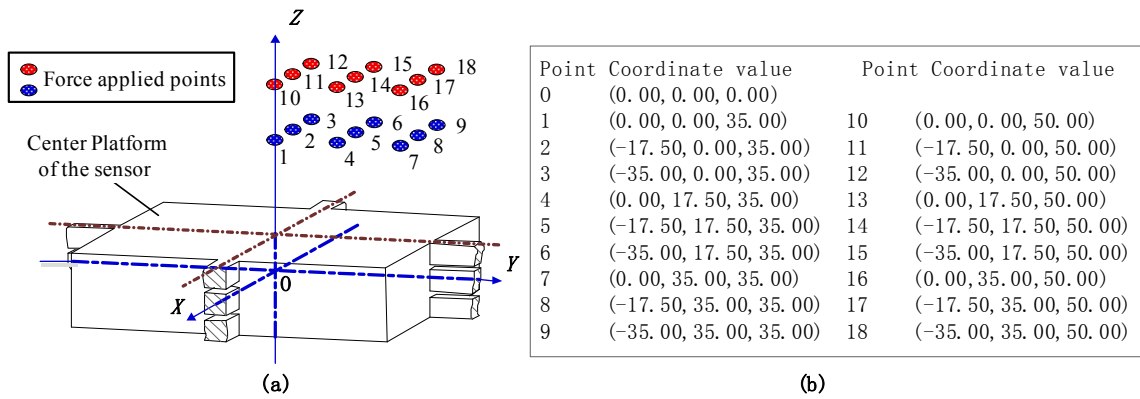 Z
Force applied points
12 15 18
11 14 17
10 13 16
3 6 9
2 5 8
1 4 7
Center Platform
of the sensor
Y
X
0
(a)
Point Coordinate value Point Coordinate value
0 (0.00,0.00,0.00)
1 (0.00,0.00,35.00) 10 (0.00,0.00,50.00)
2 (-17.50,0.00,35.00) 11 (-17.50,0.00,50.00)
3 (-35.00,0.00,35.00) 12 (-35.00,0.00,50.00)
4 (0.00,17.50,35.00) 13 (0.00,17.50,50.00)
5 (-17.50,17.50,35.00) 14 (-17.50,17.50,50.00)
6 (-35.00,17.50,35.00) 15 (-35.00,17.50,50.00)
7 (0.00,35.00,35.00) 16 (0.00,35.00,50.00)
8 (-17.50,35.00,35.00) 17 (-17.50,35.00,50.00)
9 (-35.00,35.00,35.00) 18 (-35.00,35.00,50.00)
(b)